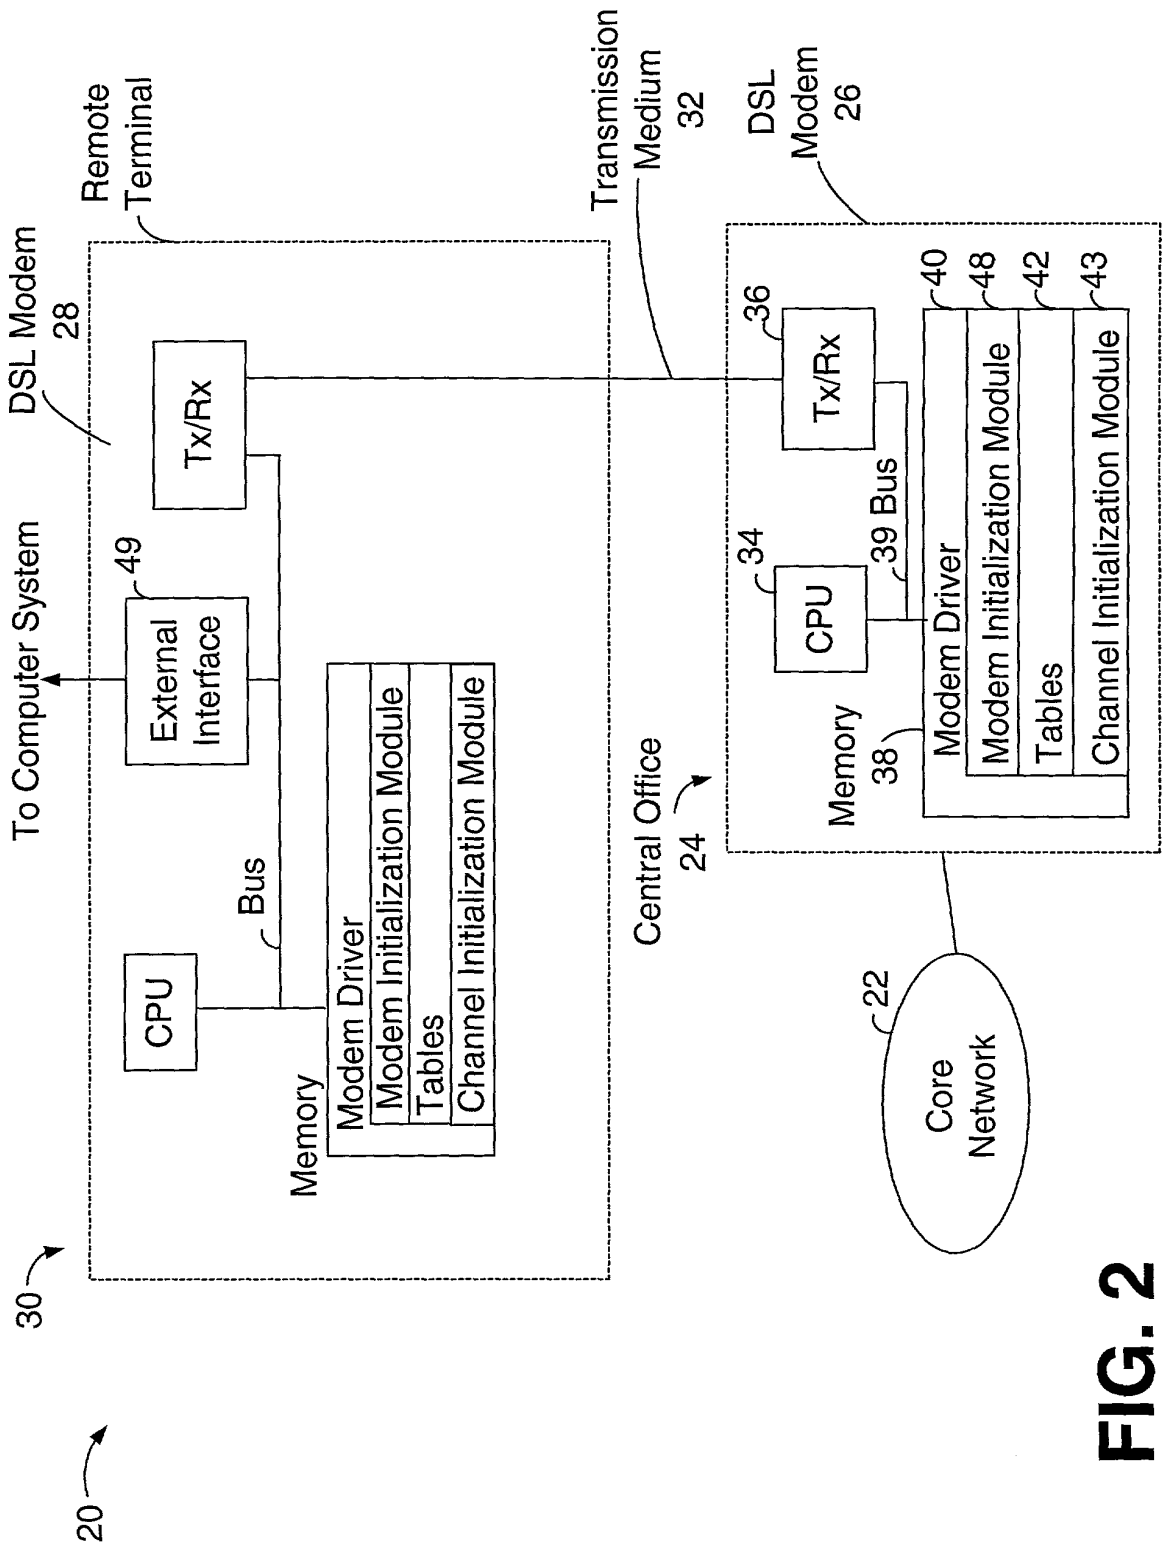 20
30
To Computer System
DSL Modem
28
Remote
Terminal
CPU
External
Interface
49
Tx/Rx
Bus
Memory
Modem Driver
Modem Initialization Module
Tables
Channel Initialization Module
Transmission
Medium
32
Central Office
24
DSL
Modem
26
CPU
34
Tx/Rx
36
39 Bus
Memory
38
Modem Driver
40
Modem Initialization Module
48
Tables
42
Channel Initialization Module
43
22
Core
Network
FIG. 2